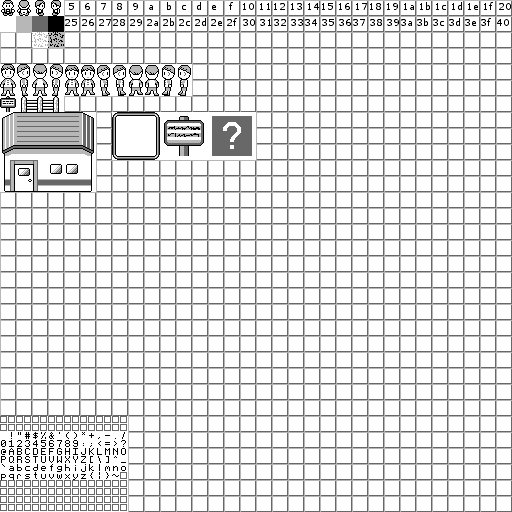 5 6 7 8 9 a b c d e f 10 11 12 13 14 15 16 17 18 19 1a 1b 1c 1d 1e 1f 20
25 26 27 28 29 2a 2b 2c 2d 2e 2f 30 31 32 33 34 35 36 37 38 39 3a 3b 3c 3d 3e 3f 40
?
!"#$%&'()*+,-./
0123456789:;<=>?
@ABCDEFGHIJKLMNO
PQRSTUVWXYZ[\]^_
`abcdefghijklmno
pqrstuvwxyz{|}~